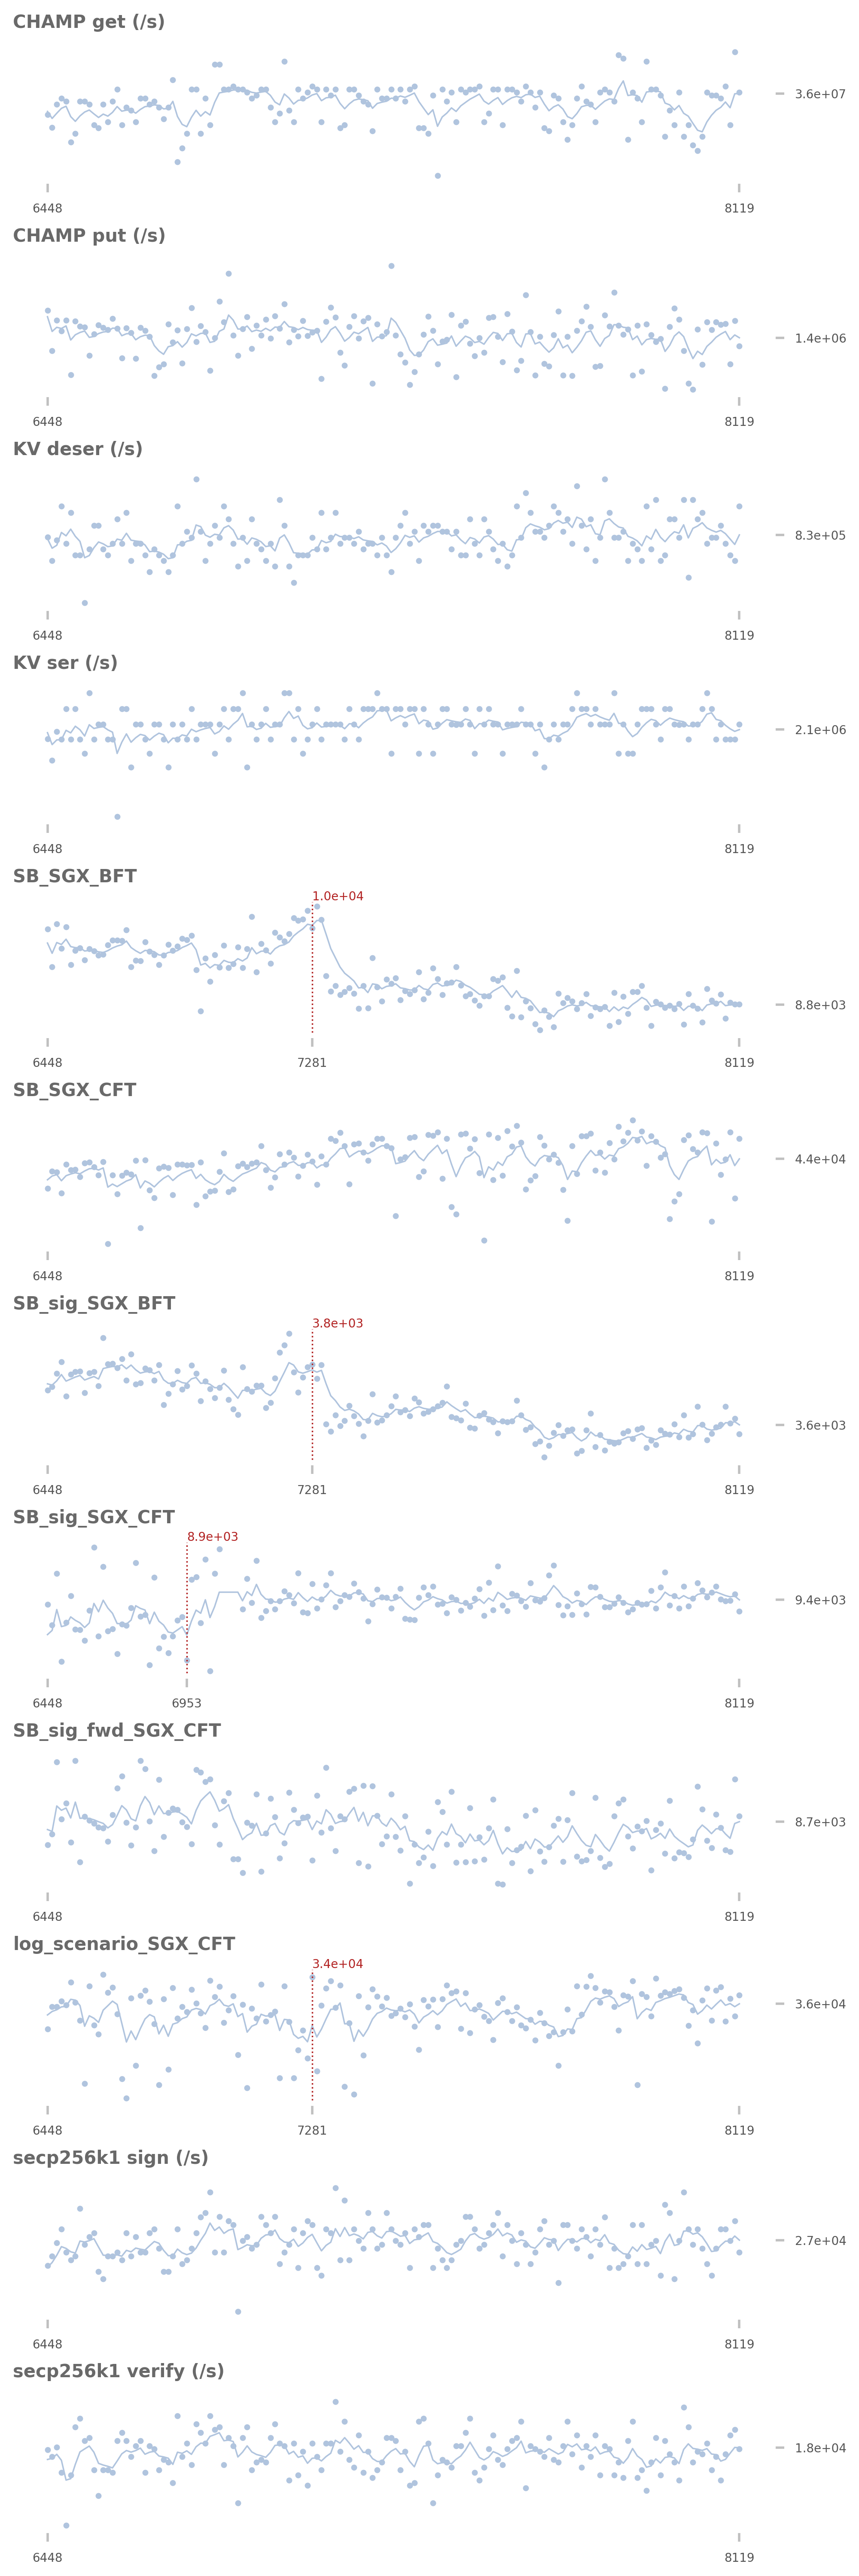 CHAMP get (/s)
3.6e+07
6448 8119
CHAMP put (/s)
1.4e+06
6448 8119
KV deser (/s)
8.3e+05
6448 8119
KV ser (/s)
2.1e+06
6448 8119
SB_SGX_BFT
1.0e+04
8.8e+03
6448 7281 8119
SB_SGX_CFT
4.4e+04
6448 8119
SB_sig_SGX_BFT
3.8e+03
3.6e+03
6448 7281 8119
SB_sig_SGX_CFT
8.9e+03
9.4e+03
6448 6953 8119
SB_sig_fwd_SGX_CFT
8.7e+03
6448 8119
log_scenario_SGX_CFT
3.4e+04
3.6e+04
6448 7281 8119
secp256k1 sign (/s)
2.7e+04
6448 8119
secp256k1 verify (/s)
1.8e+04
6448 8119